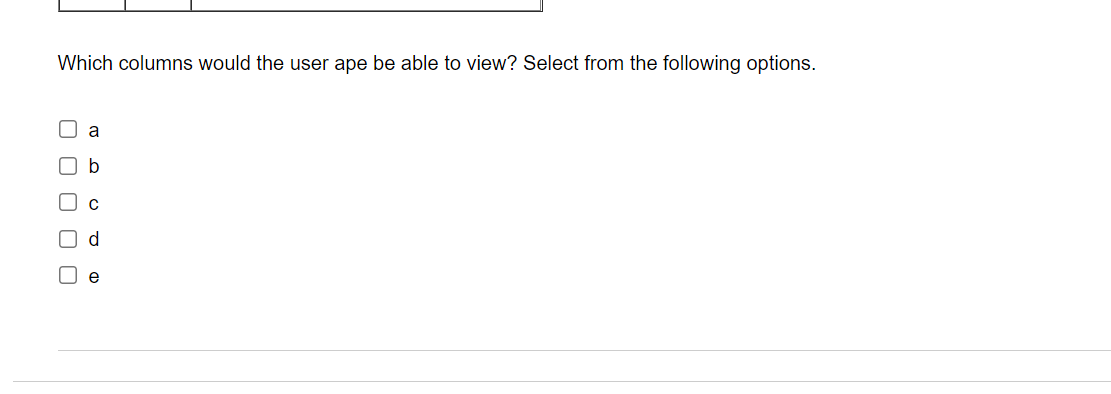 Which columns would the user ape be able to view? Select from the following options.
a
b
c
d
e